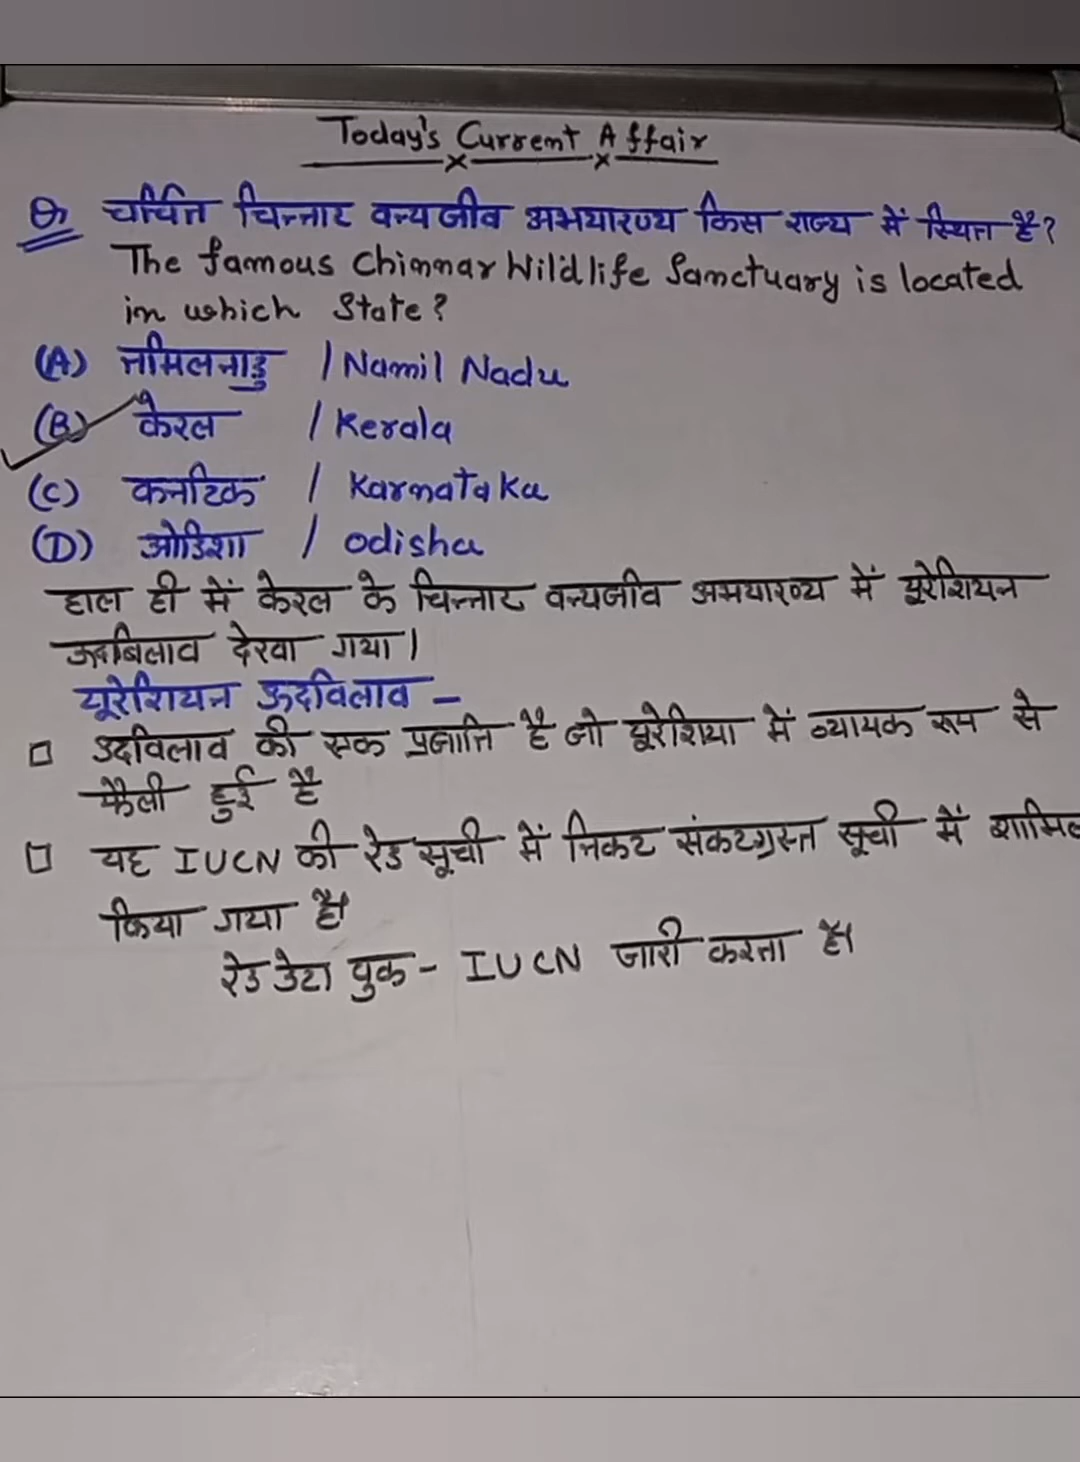 Today's Current Affair
Q चर्चित चिन्नार वन्यजीव अभयारण्य किस राज्य में स्थित है?
The famous Chinnar Wildlife Sanctuary is located
in which State?
(A) तमिलनाडु / Namil Nadu
(B) केरल / Kerala
(C) कर्नाटक / Karnataka
(D) ओडिशा / odisha
हाल ही में केरल के चिन्नार वन्यजीव अभयारण्य में यूरेशियन
ऊदबिलाव देखा गया।
यूरेशियन ऊदविलाव –
□ उदविलाव की एक प्रजाति है जो यूरेशिया में व्यापक रूप से
फैली हुई है
□ यह IUCN की रेड सूची में निकट संकटग्रस्त सूची में शामिल
किया गया है।
रेड डेटा बुक – IUCN जारी करता है।